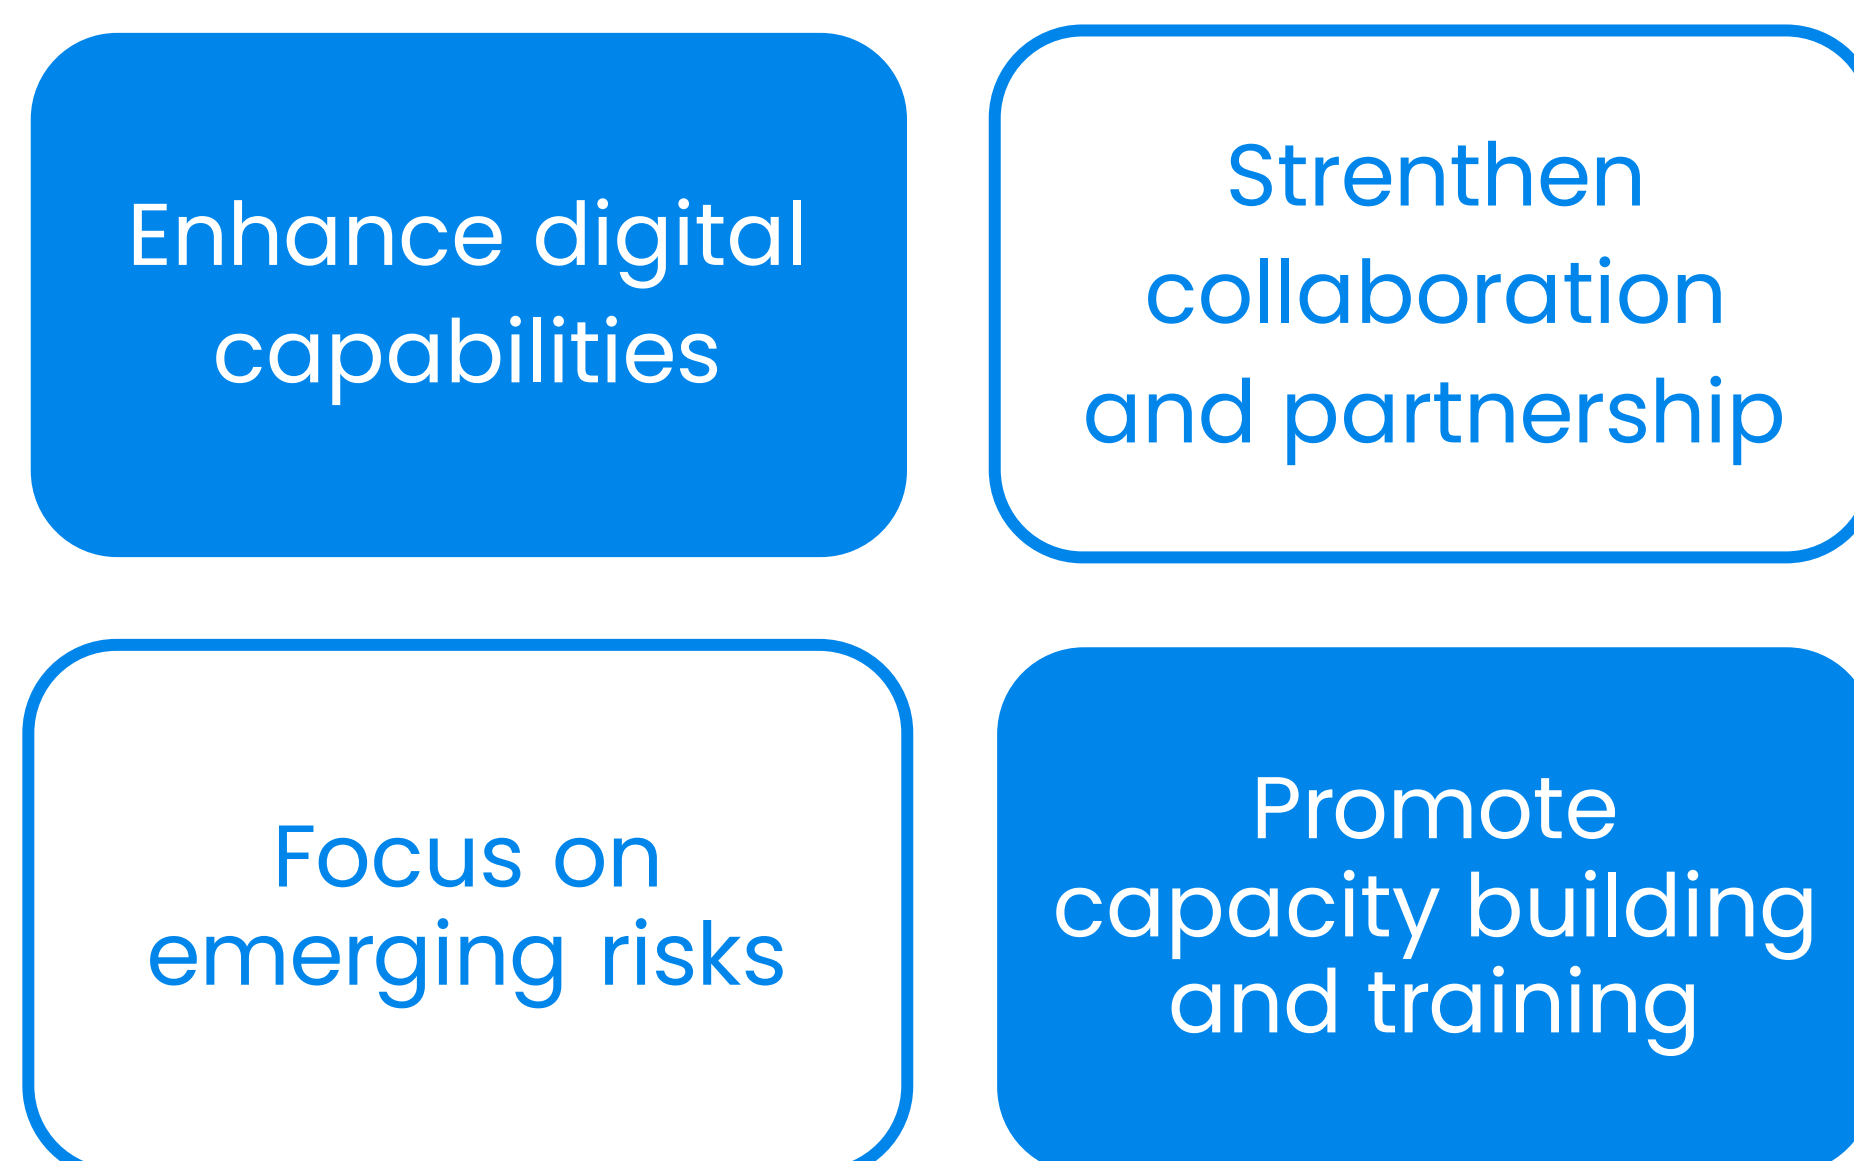 Enhance digital
capabilities
Strenthen
collaboration
and partnership
Focus on
emerging risks
Promote
capacity building
and training